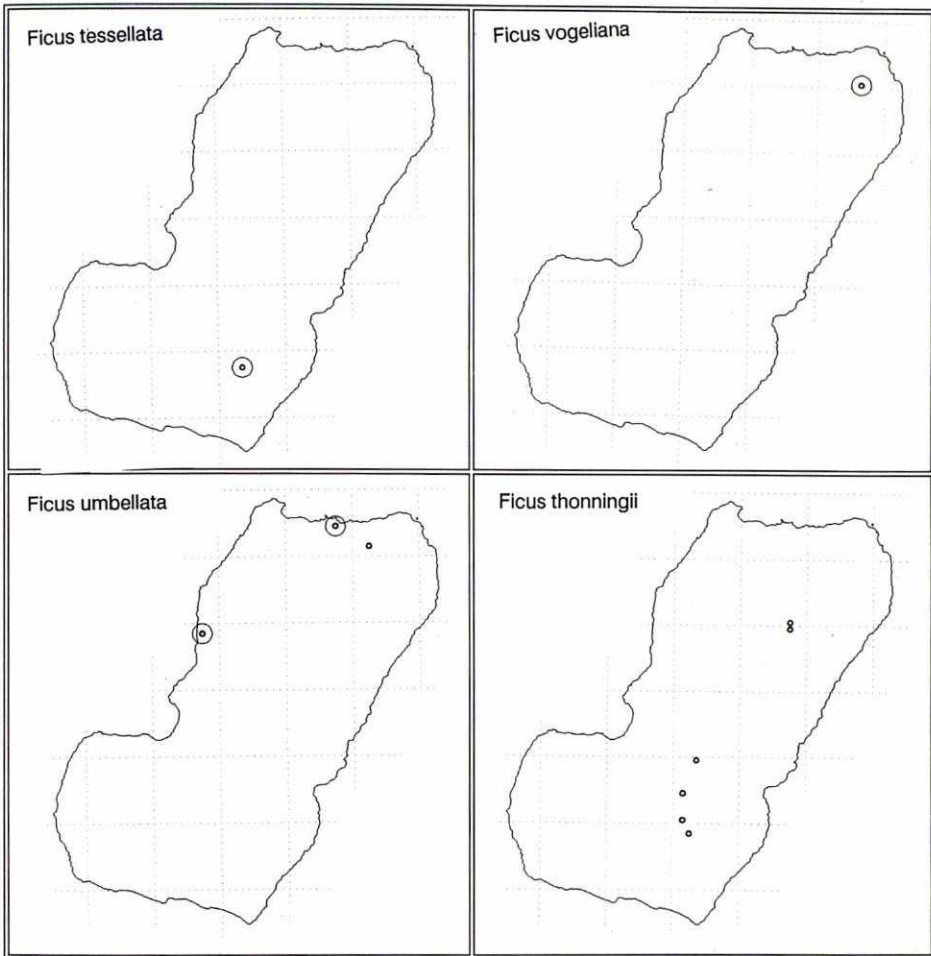 Ficus tessellata
Ficus vogeliana
Ficus umbellata
Ficus thonningii